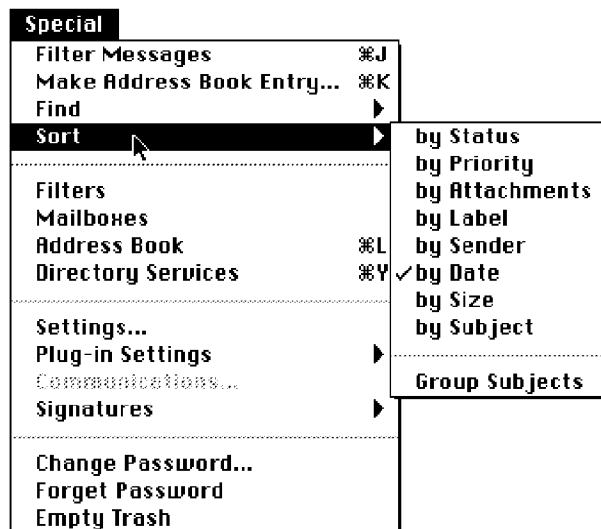 Special
Filter Messages ⌘J
Make Address Book Entry... ⌘K
Find
Sort
by Status
by Priority
by Attachments
by Label
by Sender
✓by Date
by Size
by Subject
Group Subjects
Filters
Mailboxes
Address Book ⌘L
Directory Services ⌘Y
Settings...
Plug-in Settings
Communications...
Signatures
Change Password...
Forget Password
Empty Trash